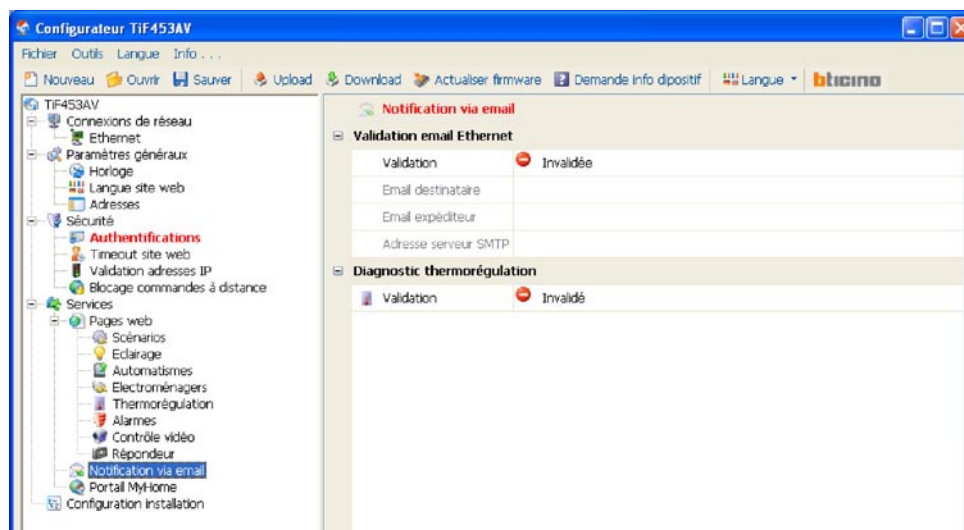 Configurateur TiF453AV
Fichier Outils Langue Info . . .
Nouveau Ouvrir Sauver Upload Download Actualiser firmware Demande info dipositif Langue bticino
TiF453AV
Connexions de réseau
Ethernet
Paramètres généraux
Horloge
Langue site web
Adresses
Sécurité
Authentifications
Timeout site web
Validation adresses IP
Blocage commandes à distance
Services
Pages web
Scénarios
Eclairage
Automatismes
Electroménagers
Thermorégulation
Alarmes
Contrôle vidéo
Répondeur
Notification via email
Portail MyHome
Configuration installation
Notification via email
Validation email Ethernet
Validation Invalidée
Email destinataire
Email expéditeur
Adresse serveur SMTP
Diagnostic thermorégulation
Validation Invalidé